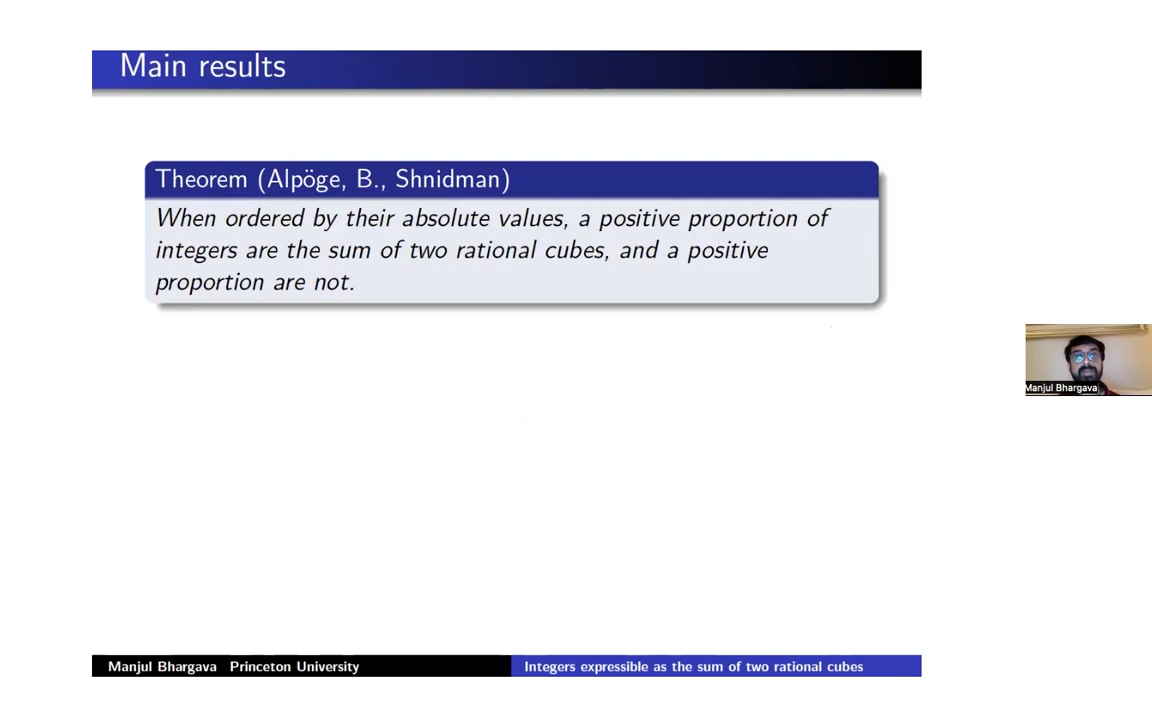 Main results
Theorem (Alpöge, B., Shnidman)
When ordered by their absolute values, a positive proportion of
integers are the sum of two rational cubes, and a positive
proportion are not.
Manjul Bhargava
Manjul Bhargava Princeton University
Integers expressible as the sum of two rational cubes